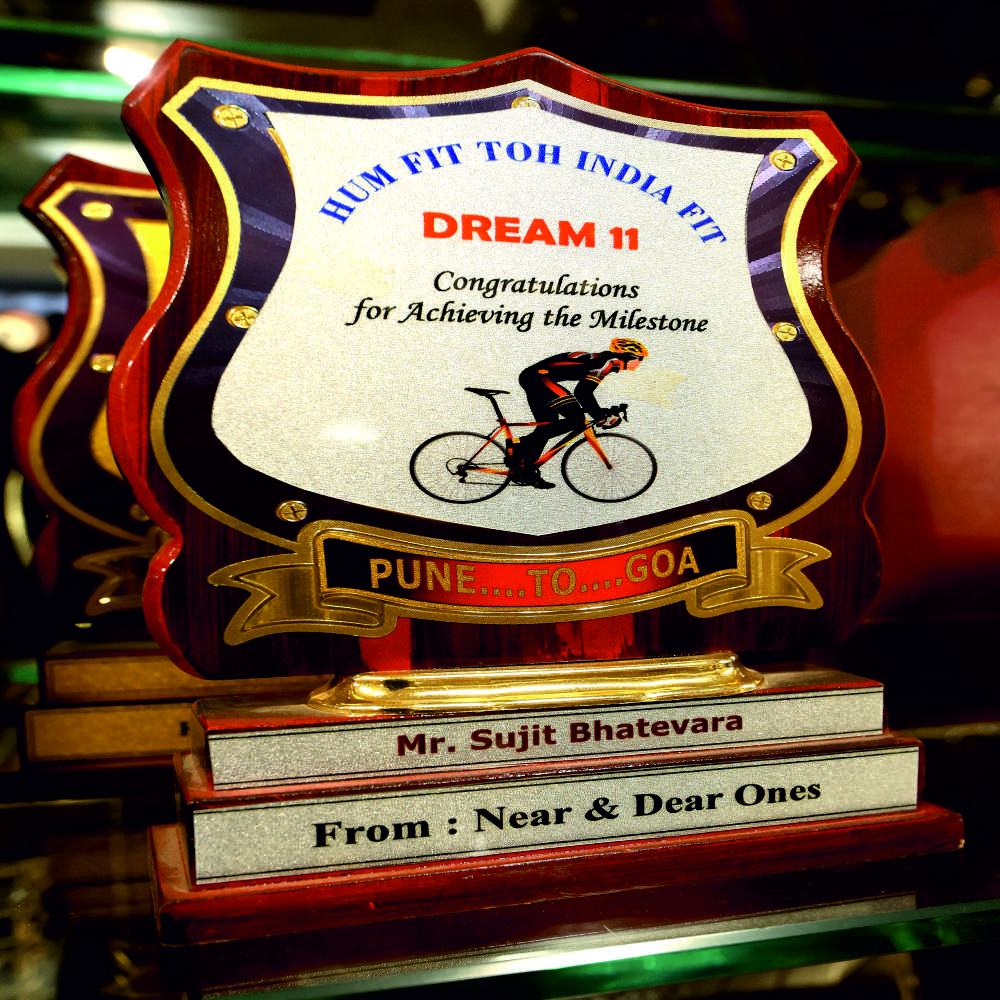 HUM FIT TOH INDIA FIT
DREAM 11
Congratulations
for Achieving the Milestone
PUNE....TO....GOA
Mr. Sujit Bhatevara
From : Near & Dear Ones